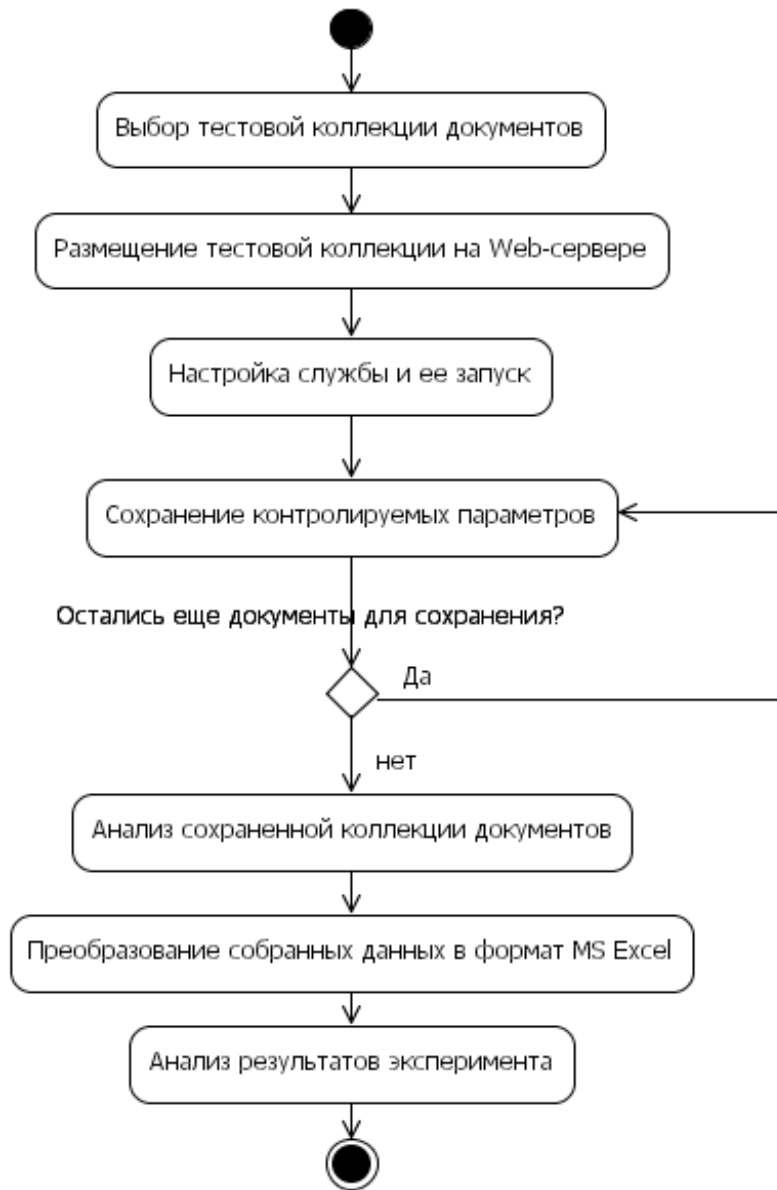 Выбор тестовой коллекции документов
Размещение тестовой коллекции на Web-сервере
Настройка службы и ее запуск
Сохранение контролируемых параметров
Остались еще документы для сохранения?
Да
нет
Анализ сохраненной коллекции документов
Преобразование собранных данных в формат MS Excel
Анализ результатов эксперимента